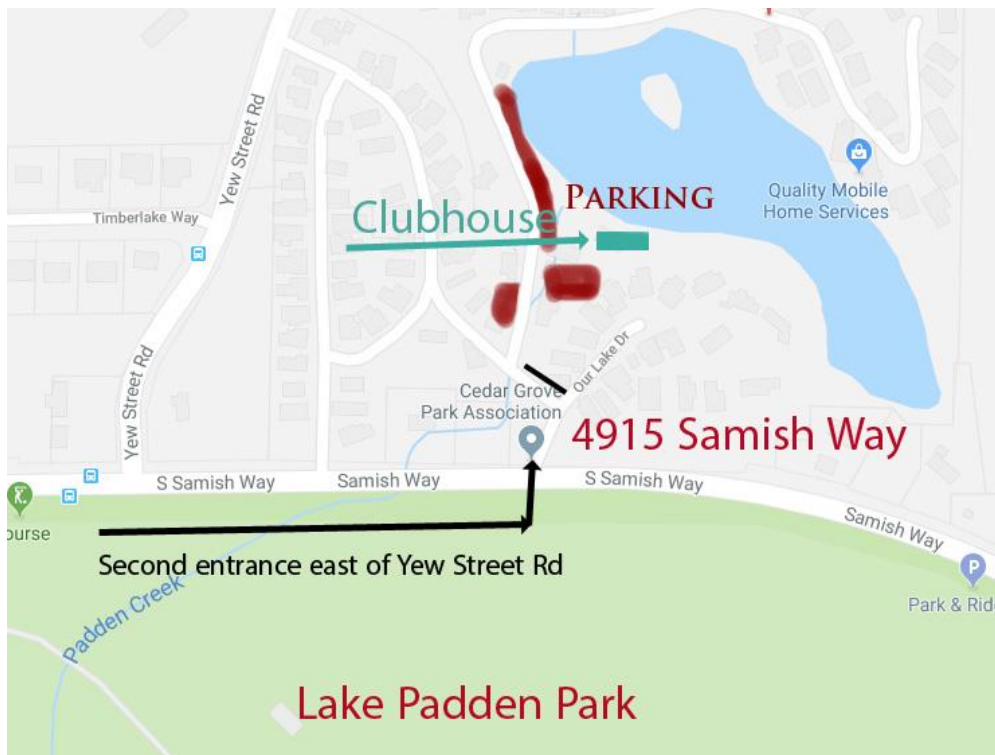 Yew Street Rd
Timberlake Way
Clubhouse
PARKING
Quality Mobile
Home Services
Yew Street Rd
Our Lake Dr
Cedar Grove
Park Association
4915 Samish Way
S Samish Way
Samish Way
S Samish Way
Samish Way
ourse
Second entrance east of Yew Street Rd
Padden Creek
P
Park & Rid
Lake Padden Park